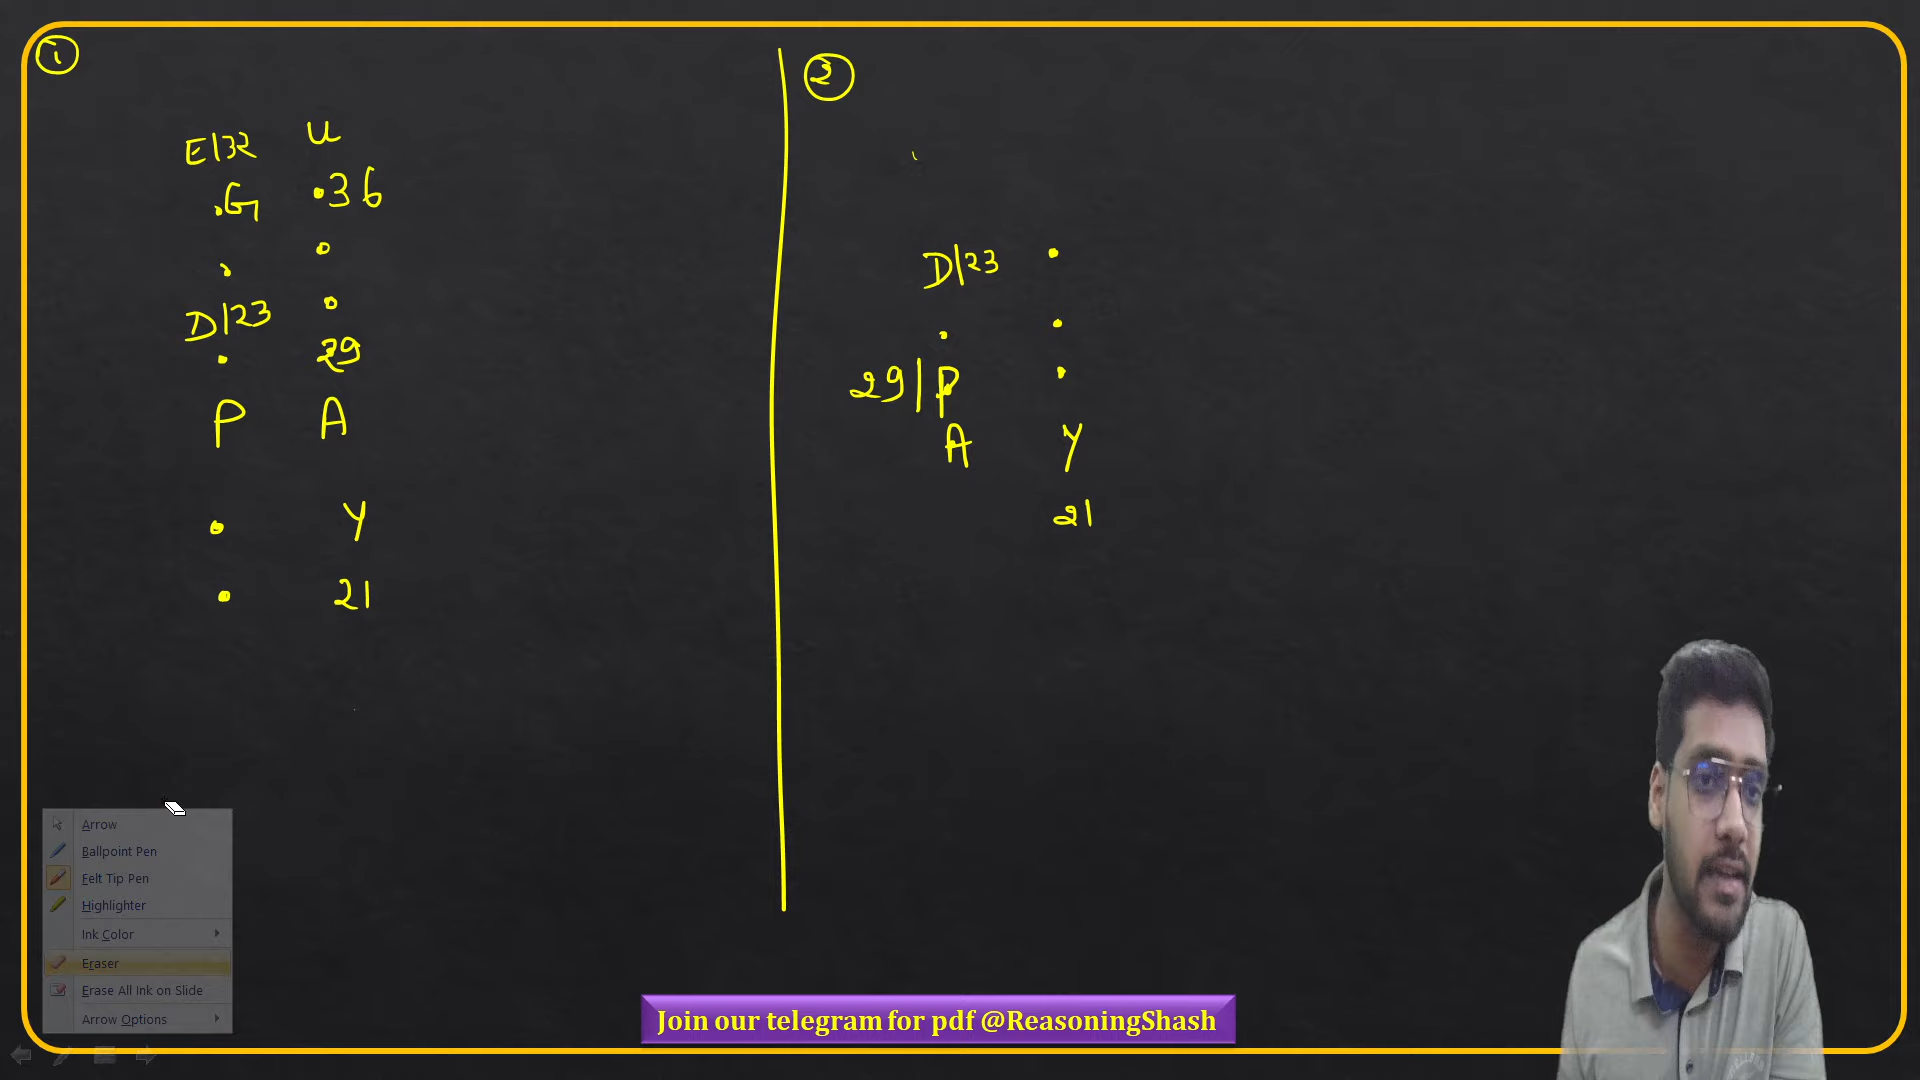 1
E|32 U
.G .36
D|23
29
P A
Y
21
2
D|23
29|P
A Y
21
Arrow
Ballpoint Pen
Felt Tip Pen
Highlighter
Ink Color
Eraser
Erase All Ink on Slide
Arrow Options
Join our telegram for pdf @ReasoningShash